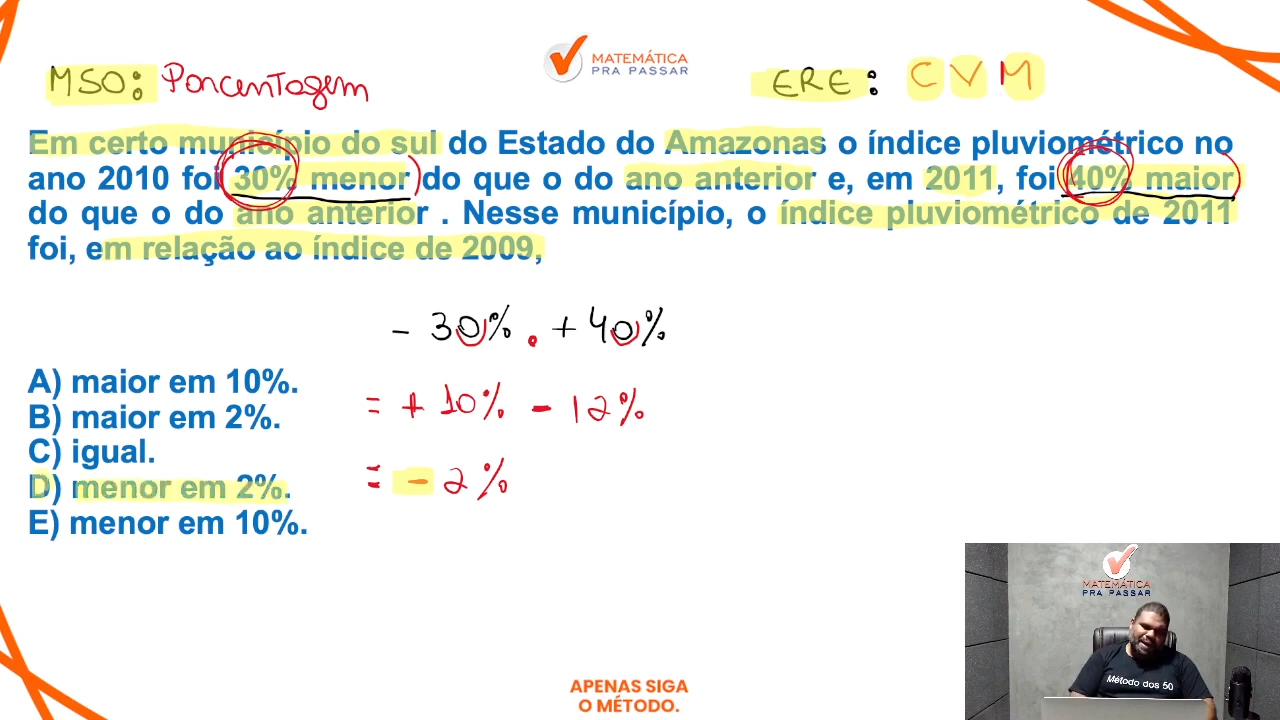 MATEMÁTICA
PRA PASSAR
MSO: Porcentagem
ERE: CVM
Em certo município do sul do Estado do Amazonas o índice pluviométrico no
ano 2010 foi 30% menor do que o do ano anterior e, em 2011, foi 40% maior
do que o do ano anterior . Nesse município, o índice pluviométrico de 2011
foi, em relação ao índice de 2009,
- 30% . + 40%
A) maior em 10%.
= + 10% - 12%
B) maior em 2%.
C) igual.
= - 2%
D) menor em 2%.
E) menor em 10%.
MATEMÁTICA
PRA PASSAR
Método dos 50
APENAS SIGA
O MÉTODO.